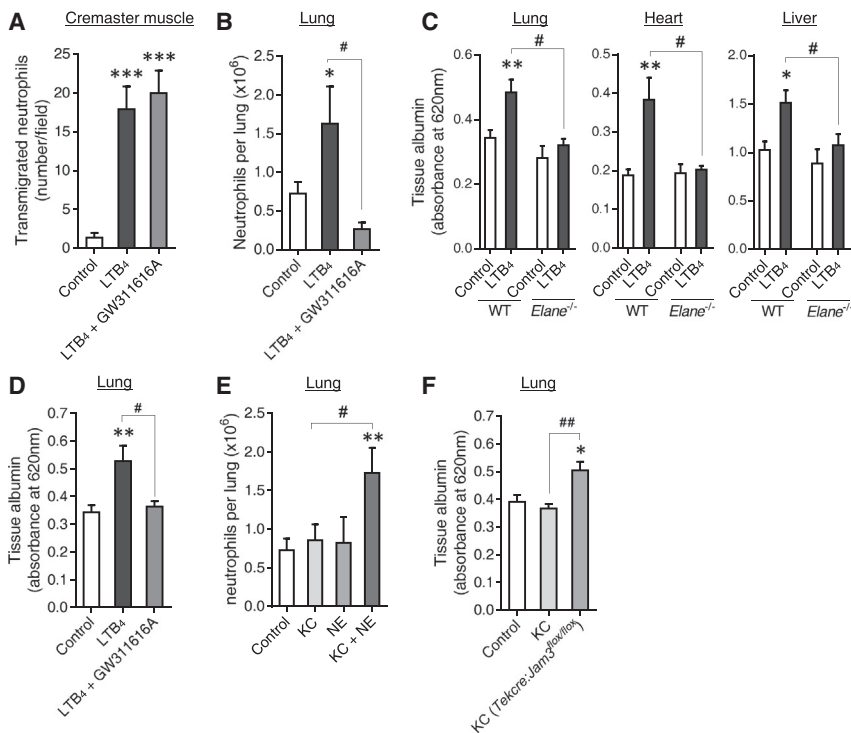 A
Cremaster muscle
Transmigrated neutrophils
(number/field)
25
20
15
10
5
0
***
***
Control
LTB4
LTB4 + GW311616A
B
Lung
Neutrophils per lung (x10^6)
2.5
2.0
1.5
1.0
0.5
0.0
#
*
Control
LTB4
LTB4 + GW311616A
C
Tissue albumin
(absorbance at 620nm)
Lung
0.6
0.4
0.2
0.0
#
**
Control
LTB4
Control
LTB4
WT
Elane-/-
Heart
0.5
0.4
0.3
0.2
0.1
0.0
#
**
Control
LTB4
Control
LTB4
WT
Elane-/-
Liver
2.0
1.5
1.0
0.5
0.0
#
*
Control
LTB4
Control
LTB4
WT
Elane-/-
D
Lung
Tissue albumin
(absorbance at 620nm)
0.7
0.6
0.5
0.4
0.3
0.2
0.1
0.0
#
**
Control
LTB4
LTB4 + GW311616A
E
Lung
neutrophils per lung (x10^6)
2.5
2.0
1.5
1.0
0.5
0.0
#
**
Control
KC
NE
KC + NE
F
Lung
Tissue albumin
(absorbance at 620nm)
0.7
0.6
0.5
0.4
0.3
0.2
0.1
0.0
##
*
Control
KC
KC (Tekcre:Jam3flox/flox)